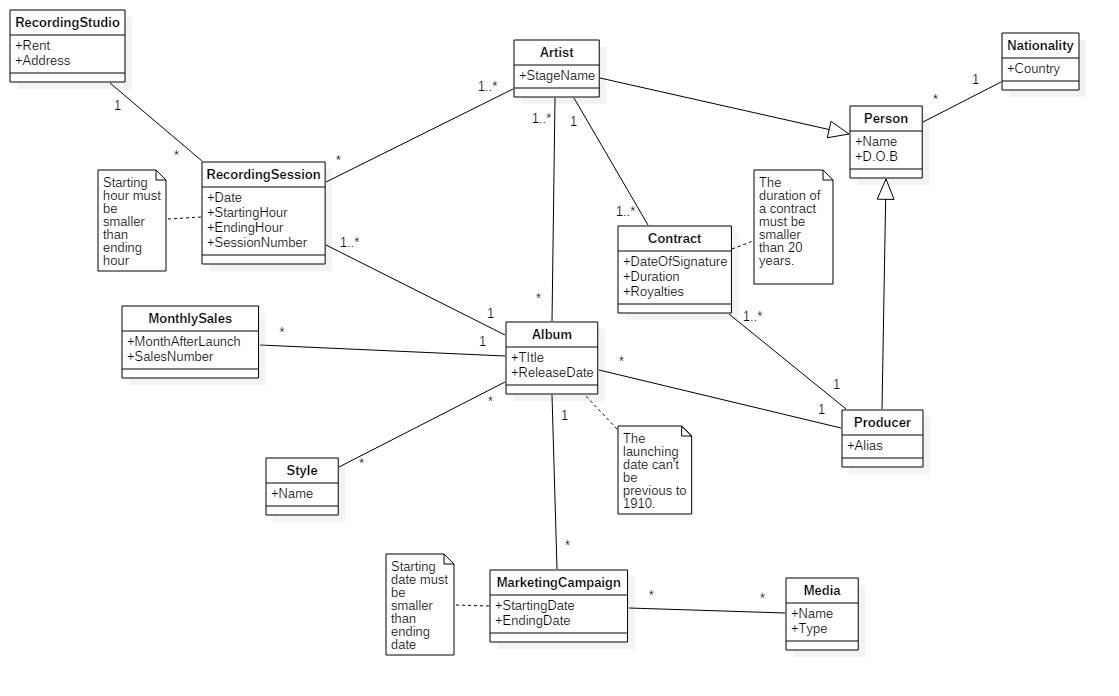 RecordingStudio
+Rent
+Address
Artist
+StageName
Nationality
+Country
Person
+Name
+D.O.B
1
*
1..*
*
1..*
1
1
*
RecordingSession
+Date
+StartingHour
+EndingHour
+SessionNumber
Starting
hour must
be
smaller
than
ending
hour
The
duration of
a contract
must be
smaller
than 20
years.
1..*
Contract
+DateOfSignature
+Duration
+Royalties
1..*
1
*
MonthlySales
+MonthAfterLaunch
+SalesNumber
*
1
Album
+TItle
+ReleaseDate
1..*
1
*
1
Producer
+Alias
*
*
Style
+Name
1
The
launching
date can't
be
previous to
1910.
*
Starting
date must
be
smaller
than
ending
date
MarketingCampaign
+StartingDate
+EndingDate
*
*
Media
+Name
+Type